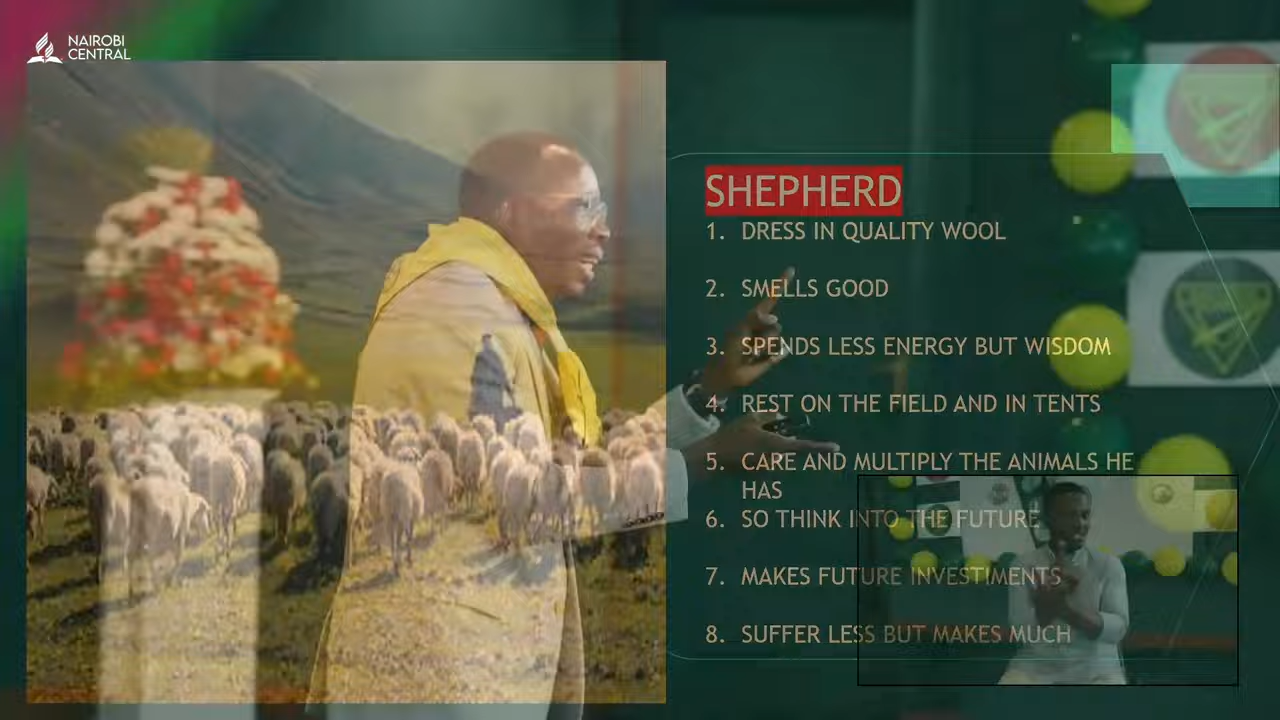 NAIROBI
CENTRAL
SHEPHERD
1. DRESS IN QUALITY WOOL
2. SMELLS GOOD
3. SPENDS LESS ENERGY BUT WISDOM
4. REST ON THE FIELD AND IN TENTS
5. CARE AND MULTIPLY THE ANIMALS HE
HAS
6. SO THINK INTO THE FUTURE
7. MAKES FUTURE INVESTIMENTS
8. SUFFER LESS BUT MAKES MUCH